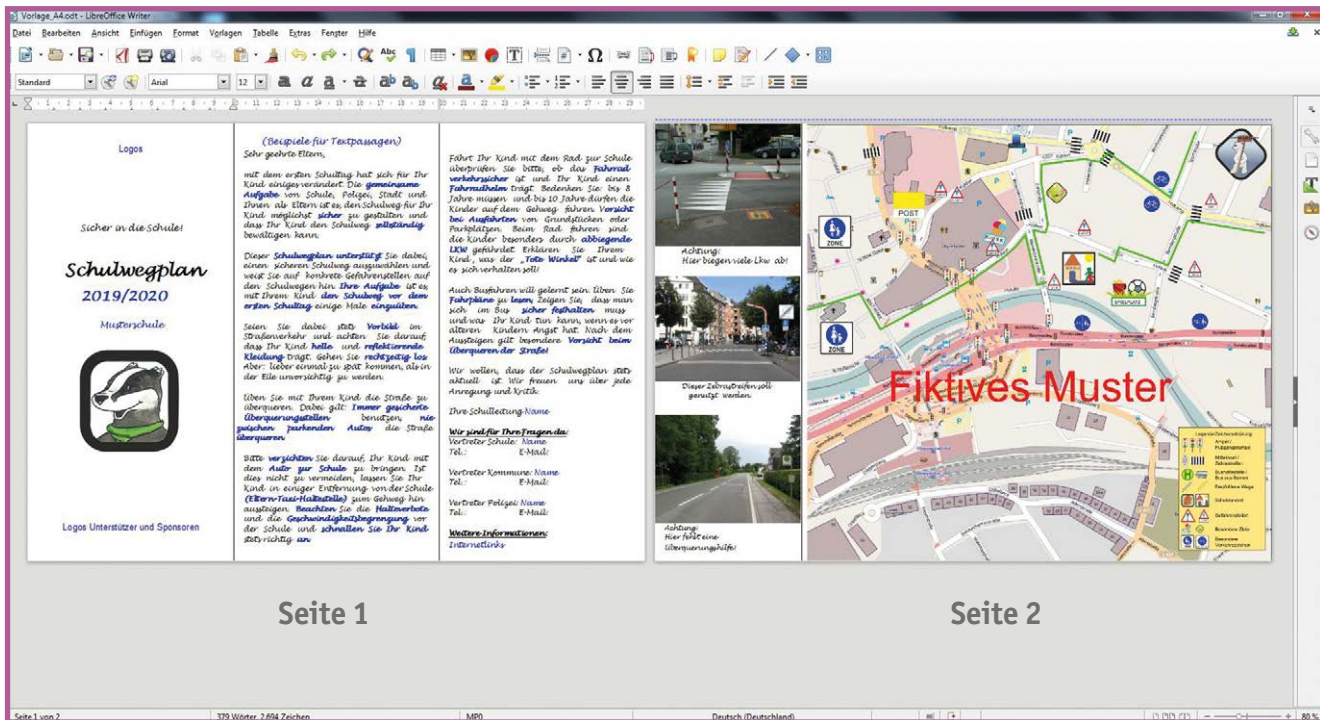 Vorlage_A4.odt - LibreOffice Writer
Datei Bearbeiten Ansicht Einfügen Format Vorlagen Tabelle Extras Fenster Hilfe
Standard Arial 12
Logos
Sicher in die Schule!
Schulwegplan
2019/2020
Musterschule
Logos Unterstützer und Sponsoren
(Beispiele für Textpassagen)
Sehr geehrte Eltern,
mit dem ersten Schultag hat sich für Ihr
Kind einiges verändert. Die gemeinsame
Aufgabe von Schule, Polizei, Stadt und
Ihnen als Eltern ist es, den Schulweg für Ihr
Kind möglichst sicher zu gestalten und
dass Ihr Kind den Schulweg selbständig
bewältigen kann.
Dieser Schulwegplan unterstützt Sie dabei,
einen sicheren Schulweg auszuwählen und
weist Sie auf konkrete Gefahrenstellen auf
den Schulwegen hin. Ihre Aufgabe ist es,
mit Ihrem Kind den Schulweg vor dem
ersten Schultag einige Male einzuüben.
Seien Sie dabei stets Vorbild im
Straßenverkehr und achten Sie darauf,
dass Ihr Kind helle und reflektierende
Kleidung trägt. Gehen Sie rechtzeitig los.
Aber: lieber einmal zu spät kommen, als in
der Eile unvorsichtig zu werden.
Üben Sie mit Ihrem Kind die Straße zu
überqueren. Dabei gilt: Immer gesicherte
Überquerungsstellen benutzen, nie
zwischen parkenden Autos die Straße
überqueren.
Bitte verzichten Sie darauf, Ihr Kind mit
dem Auto zur Schule zu bringen. Ist
dies nicht zu vermeiden, lassen Sie Ihr
Kind in einiger Entfernung von der Schule
(Eltern-Taxi-Haltestelle) zum Gehweg hin
aussteigen. Beachten Sie die Halteverbote
und die Geschwindigkeitsbegrenzung vor
der Schule und schnallen Sie Ihr Kind
stets richtig an.
Fährt Ihr Kind mit dem Rad zur Schule
überprüfen Sie bitte, ob das Fahrrad
verkehrssicher ist und Ihr Kind einen
Fahrradhelm trägt. Bedenken Sie: bis 8
Jahre müssen und bis 10 Jahre dürfen die
Kinder auf dem Gehweg fahren. Vorsicht
bei Ausfahrten von Grundstücken oder
Parkplätzen. Beim Rad fahren sind
die Kinder besonders durch abbiegende
LKW gefährdet. Erklären Sie Ihrem
Kind, was der „Tote Winkel" ist und wie
es sich verhalten soll!
Auch Busfahren will gelernt sein. Üben Sie
Fahrpläne zu lesen, Zeigen Sie, dass man
sich im Bus sicher festhalten muss
und was Ihr Kind tun kann, wenn es vor
älteren Kindern Angst hat. Nach dem
Aussteigen gilt besondere Vorsicht beim
Überqueren der Straße!
Wir wollen, dass der Schulwegplan stets
aktuell ist. Wir freuen uns über jede
Anregung und Kritik.
Ihre Schulleitung Name
Wir sind für Ihre Fragen da:
Vertreter Schule: Name
Tel.: E-Mail:
Vertreter Kommune: Name
Tel.: E-Mail:
Vertreter Polizei: Name
Tel.: E-Mail:
Weitere Informationen:
Internetlinks
Achtung:
Hier biegen viele Lkw ab!
Dieser Zebrastreifen soll
genutzt werden.
Achtung:
Hier fehlt eine
Überquerungshilfe!
POST
ZONE
ZONE
Fiktives Muster
Seite 1
Seite 2
Seite 1 von 2 379 Wörter, 2.694 Zeichen MP0 Deutsch (Deutschland) 80 %